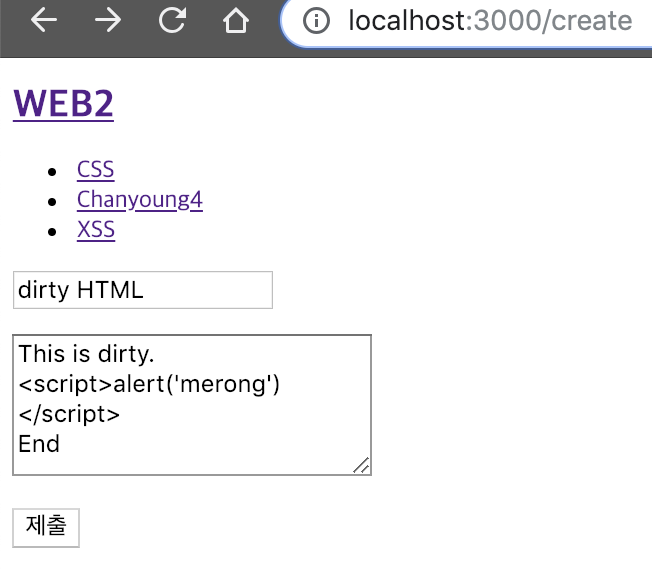 localhost:3000/create
WEB2
CSS
Chanyoung4
XSS
dirty HTML
This is dirty.
<script>alert('merong')
</script>
End
제출